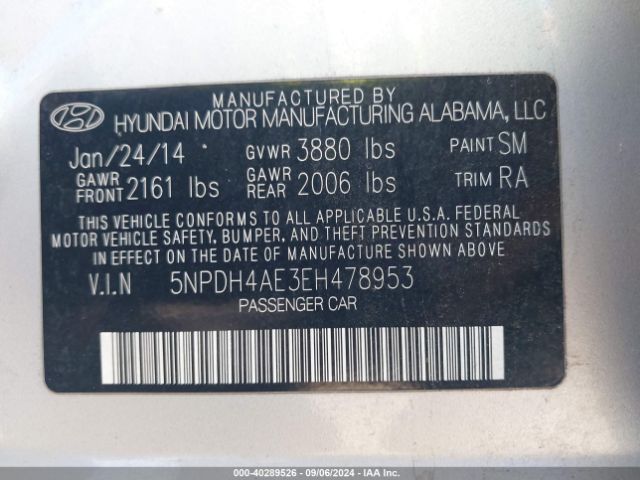 MANUFACTURED BY
HYUNDAI MOTOR MANUFACTURING ALABAMA, LLC
Jan/24/14 GVWR 3880 lbs PAINT SM
GAWR FRONT 2161 lbs GAWR REAR 2006 lbs TRIM RA
THIS VEHICLE CONFORMS TO ALL APPLICABLE U.S.A. FEDERAL
MOTOR VEHICLE SAFETY, BUMPER, AND THEFT PREVENTION STANDARDS
IN EFFECT ON THE DATE OF MANUFACTURE SHOWN ABOVE
V.I.N 5NPDH4AE3EH478953
PASSENGER CAR
000-40289526 - 09/06/2024 - IAA Inc.